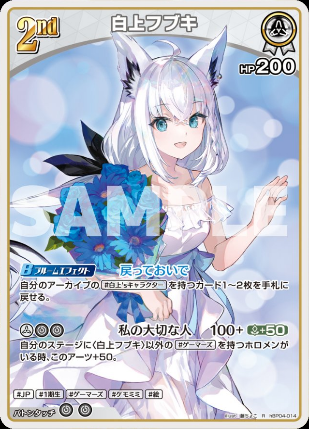 2nd
白上フブキ
HP200
SAMPLE
ブルームエフェクト 戻っておいで
自分のアーカイブの #白上'sキャラクター を持つカード1〜2枚を手札に
戻せる。
私の大切な人 100+ +50
自分のステージに〈白上フブキ〉以外の #ゲーマーズ を持つホロメン
がいる時、このアーツ+50。
#JP #1期生 #ゲーマーズ #ケモミミ #絵
バトンタッチ
R hBP04-014